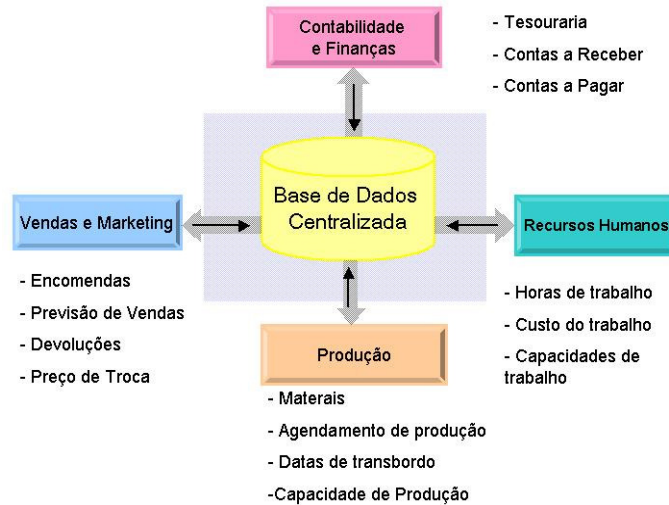 Contabilidade
e Finanças
- Tesouraria
- Contas a Receber
- Contas a Pagar
Base de Dados
Centralizada
Vendas e Marketing
- Encomendas
- Previsão de Vendas
- Devoluções
- Preço de Troca
Recursos Humanos
- Horas de trabalho
- Custo do trabalho
- Capacidades de
trabalho
Produção
- Materais
- Agendamento de produção
- Datas de transbordo
-Capacidade de Produção